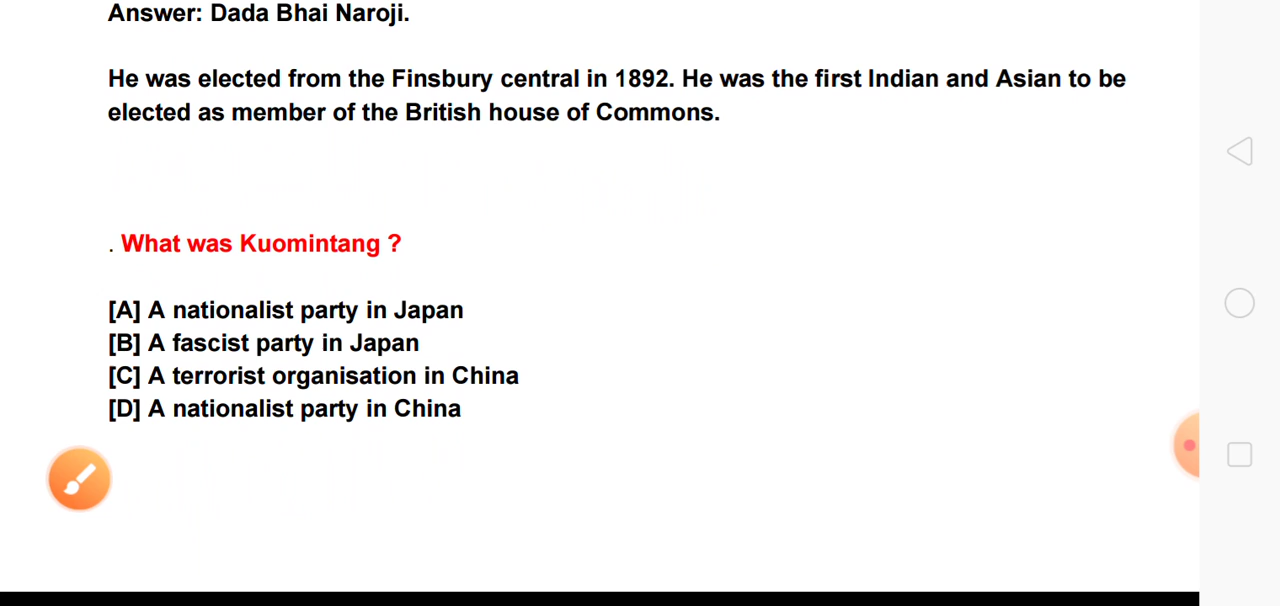 Answer: Dada Bhai Naroji.
He was elected from the Finsbury central in 1892. He was the first Indian and Asian to be
elected as member of the British house of Commons.
. What was Kuomintang ?
[A] A nationalist party in Japan
[B] A fascist party in Japan
[C] A terrorist organisation in China
[D] A nationalist party in China